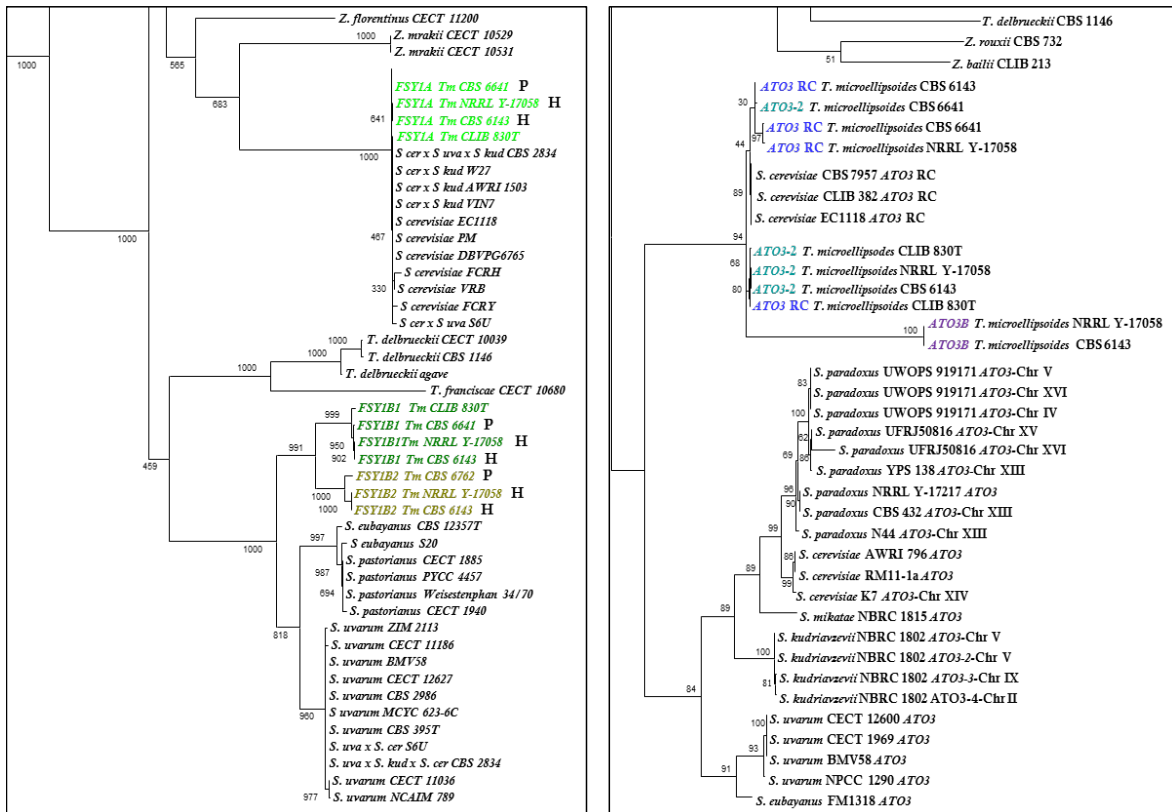 Z. florentinus CECT 11200
Z. mrakii CECT 10529
Z. mrakii CECT 10531
FSY1A Tm CBS 6641 P
FSY1A Tm NRRL Y-17058 H
FSY1A Tm CBS 6143 H
FSY1A Tm CLIB 830T
S cer x S uva x S kud CBS 2834
S cer x S kud W27
S cer x S kud AWRI 1503
S cer x S kud VIN7
S cerevisiae EC1118
S cerevisiae PM
S cerevisiae DBVPG6765
S cerevisiae FCRH
S cerevisiae VRB
S cerevisiae FCRY
S cer x S uva S6U
T. delbrueckii CECT 10039
T. delbrueckii CBS 1146
T. delbrueckii agave
T. franciscae CECT 10680
FSY1B1 Tm CLIB 830T
FSY1B1 Tm CBS 6641 P
FSY1B1Tm NRRL Y-17058 H
FSY1B1 Tm CBS 6143 H
FSY1B2 Tm CBS 6762 P
FSY1B2 Tm NRRL Y-17058 H
FSY1B2 Tm CBS 6143 H
S. eubayanus CBS 12357T
S eubayanus S20
S. pastorianus CECT 1885
S. pastorianus PYCC 4457
S. pastorianus Weisestenphan 34/70
S. pastorianus CECT 1940
S. uvarum ZIM 2113
S. uvarum CECT 11186
S. uvarum BMV58
S. uvarum CECT 12627
S. uvarum CBS 2986
S uvarum MCYC 623-6C
S. uvarum CBS 395T
S. uva x S. cer S6U
S. uva x S. kud x S. cer CBS 2834
S. uvarum CECT 11036
S. uvarum NCAIM 789
1000
565
1000
683
641
1000
1000
467
330
1000
1000
1000
999
991
950
902
459
1000
1000
1000
997
987
694
818
960
977
T. delbrueckii CBS 1146
Z. rouxii CBS 732
Z. bailii CLIB 213
ATO3 RC T. microellipsoides CBS 6143
ATO3-2 T. microellipsoides CBS 6641
ATO3 RC T. microellipsoides CBS 6641
ATO3 RC T. microellipsoides NRRL Y-17058
S. cerevisiae CBS 7957 ATO3 RC
S. cerevisiae CLIB 382 ATO3 RC
S. cerevisiae EC1118 ATO3 RC
ATO3-2 T. microellipsodes CLIB 830T
ATO3-2 T. microellipsoides NRRL Y-17058
ATO3-2 T. microellipsoides CBS 6143
ATO3 RC T. microellipsoides CLIB 830T
ATO3B T. microellipsoides NRRL Y-17058
ATO3B T. microellipsoides CBS 6143
S. paradoxus UWOPS 919171 ATO3-Chr V
S. paradoxus UWOPS 919171 ATO3-Chr XVI
S. paradoxus UWOPS 919171 ATO3-Chr IV
S. paradoxus UFRJ50816 ATO3-Chr XV
S. paradoxus UFRJ50816 ATO3-Chr XVI
S. paradoxus YPS 138 ATO3-Chr XIII
S. paradoxus NRRL Y-17217 ATO3
S. paradoxus CBS 432 ATO3-Chr XIII
S. paradoxus N44 ATO3-Chr XIII
S. cerevisiae AWRI 796 ATO3
S. cerevisiae RM11-1a ATO3
S. cerevisiae K7 ATO3-Chr XIV
S. mikatae NBRC 1815 ATO3
S. kudriavzevii NBRC 1802 ATO3-Chr V
S. kudriavzevii NBRC 1802 ATO3-2-Chr V
S. kudriavzevii NBRC 1802 ATO3-3-Chr IX
S. kudriavzevii NBRC 1802 ATO3-4-Chr II
S. uvarum CECT 12600 ATO3
S. uvarum CECT 1969 ATO3
S. uvarum BMV58 ATO3
S. uvarum NPCC 1290 ATO3
S. eubayanus FM1318 ATO3
51
30
97
44
89
94
68
80
100
83
100
62
86
69
96
90
99
86
99
89
89
100
81
84
100
93
91